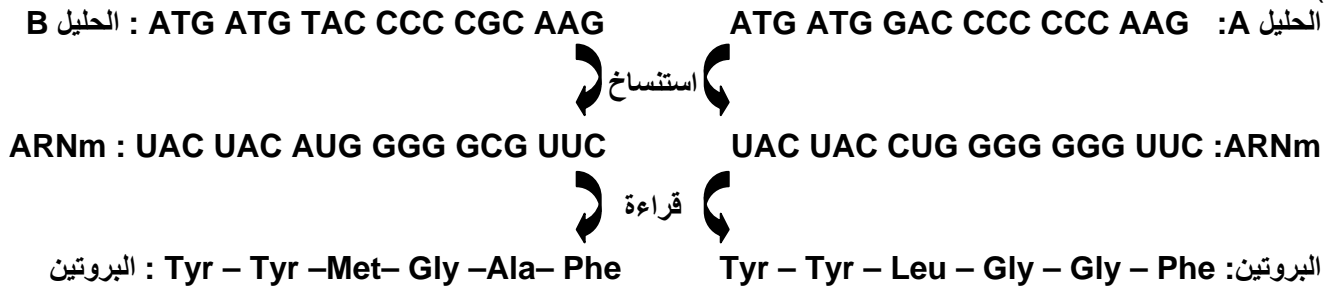 الحليل A: ATG ATG GAC CCC CCC AAG
الحليل B : ATG ATG TAC CCC CGC AAG
استنساخ
ARNm: UAC UAC CUG GGG GGG UUC
ARNm : UAC UAC AUG GGG GCG UUC
قراءة
البروتين: Tyr – Tyr – Leu – Gly – Gly – Phe
البروتين : Tyr – Tyr –Met– Gly –Ala– Phe